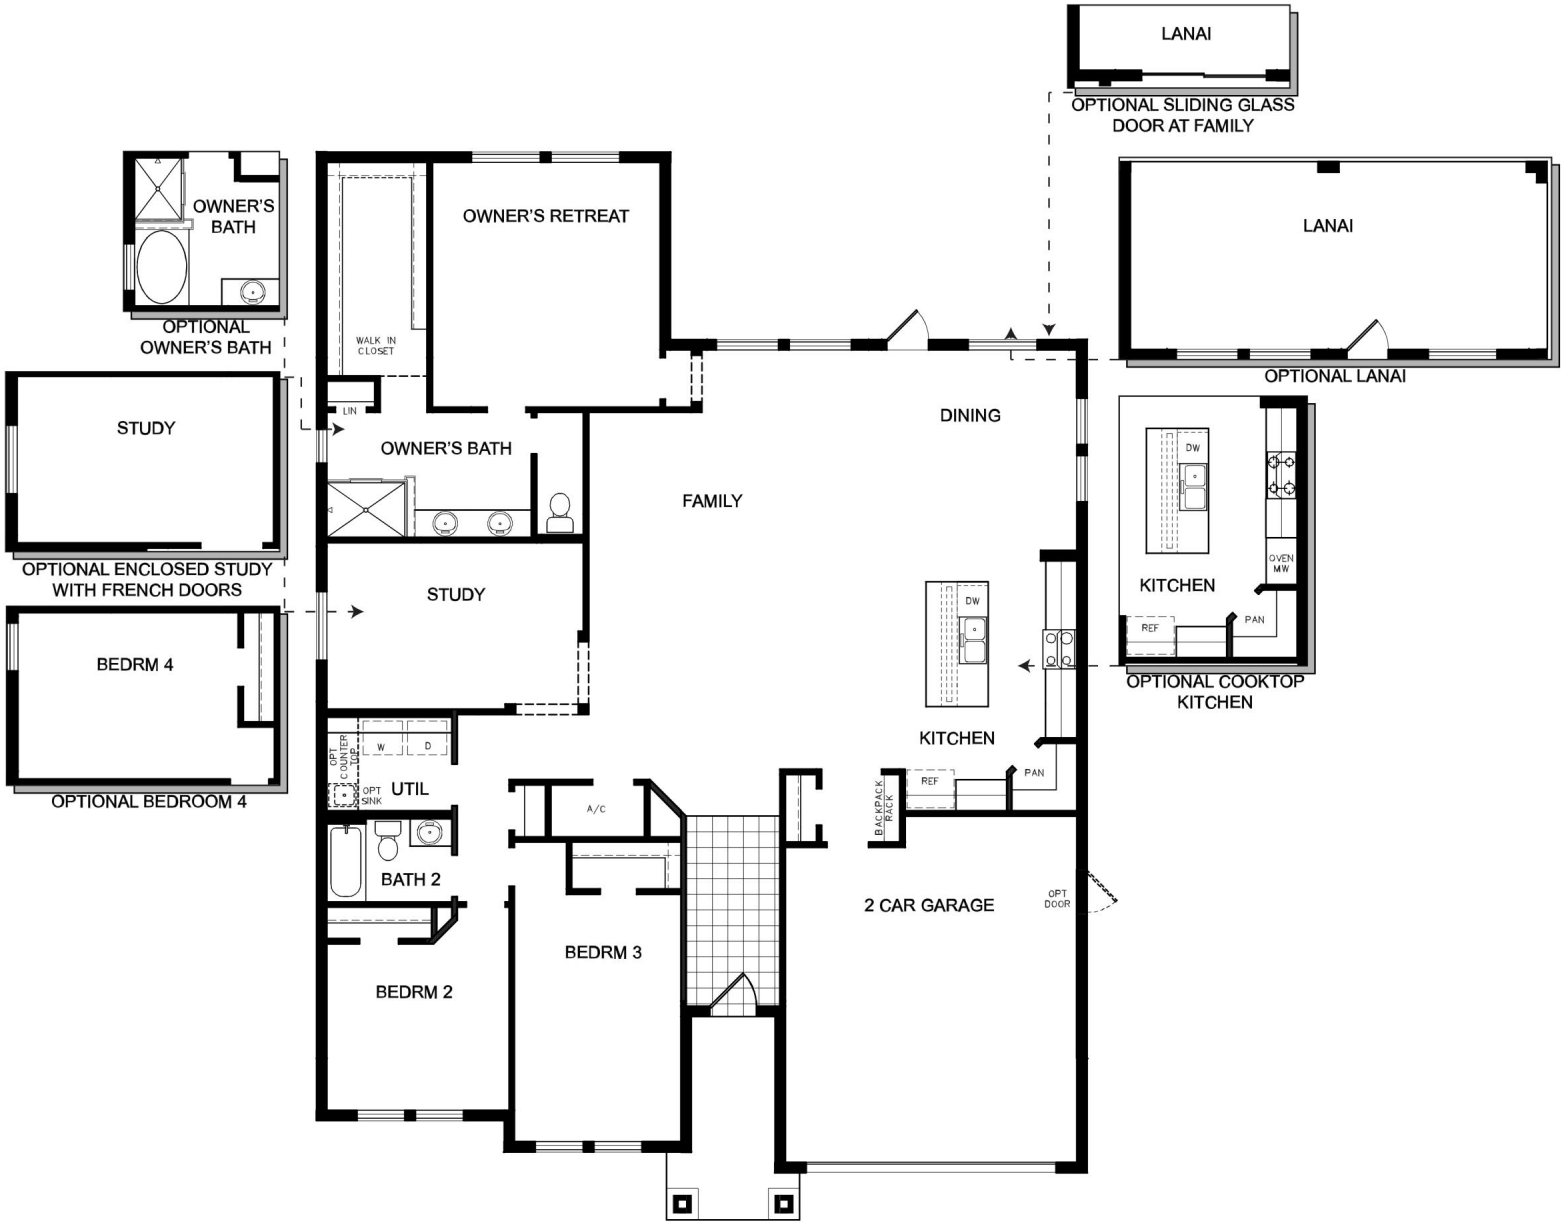 LANAI
OPTIONAL SLIDING GLASS
DOOR AT FAMILY
OWNER'S
BATH
OPTIONAL
OWNER'S BATH
OWNER'S RETREAT
WALK IN
CLOSET
LIN
OWNER'S BATH
LANAI
OPTIONAL LANAI
STUDY
OPTIONAL ENCLOSED STUDY
WITH FRENCH DOORS
DINING
FAMILY
DW
OVEN
MW
KITCHEN
REF
PAN
OPTIONAL COOKTOP
KITCHEN
STUDY
BEDRM 4
OPTIONAL BEDROOM 4
DW
KITCHEN
REF
PAN
BACKPACK
RACK
OPT
COUNTER
TOP
W
D
OPT
SINK
UTIL
A/C
BATH 2
2 CAR GARAGE
OPT
DOOR
BEDRM 3
BEDRM 2